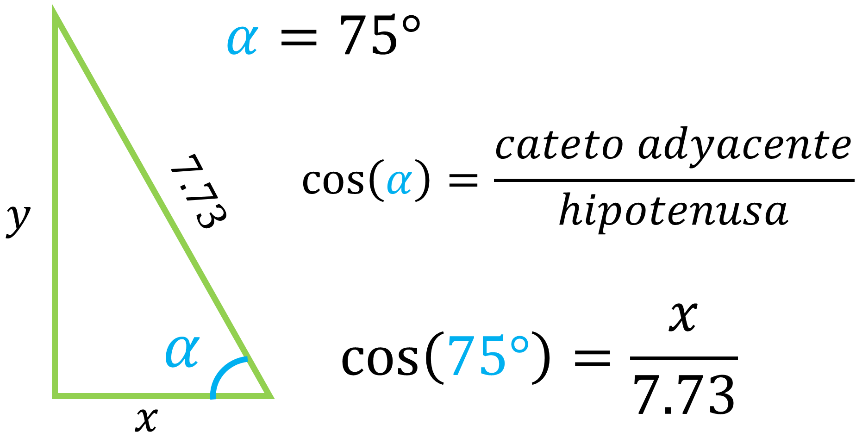 α = 75°
cos(α) = cateto adyacente / hipotenusa
7.73
y
α
x
cos(75°) = x / 7.73